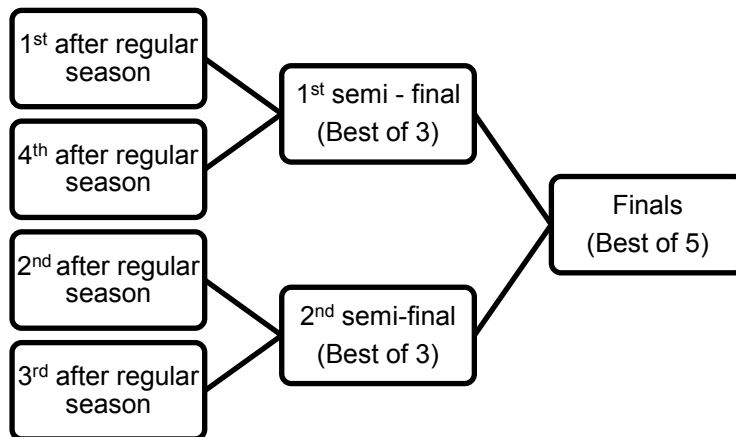 1st after regular
season
4th after regular
season
2nd after regular
season
3rd after regular
season
1st semi - final
(Best of 3)
2nd semi-final
(Best of 3)
Finals
(Best of 5)